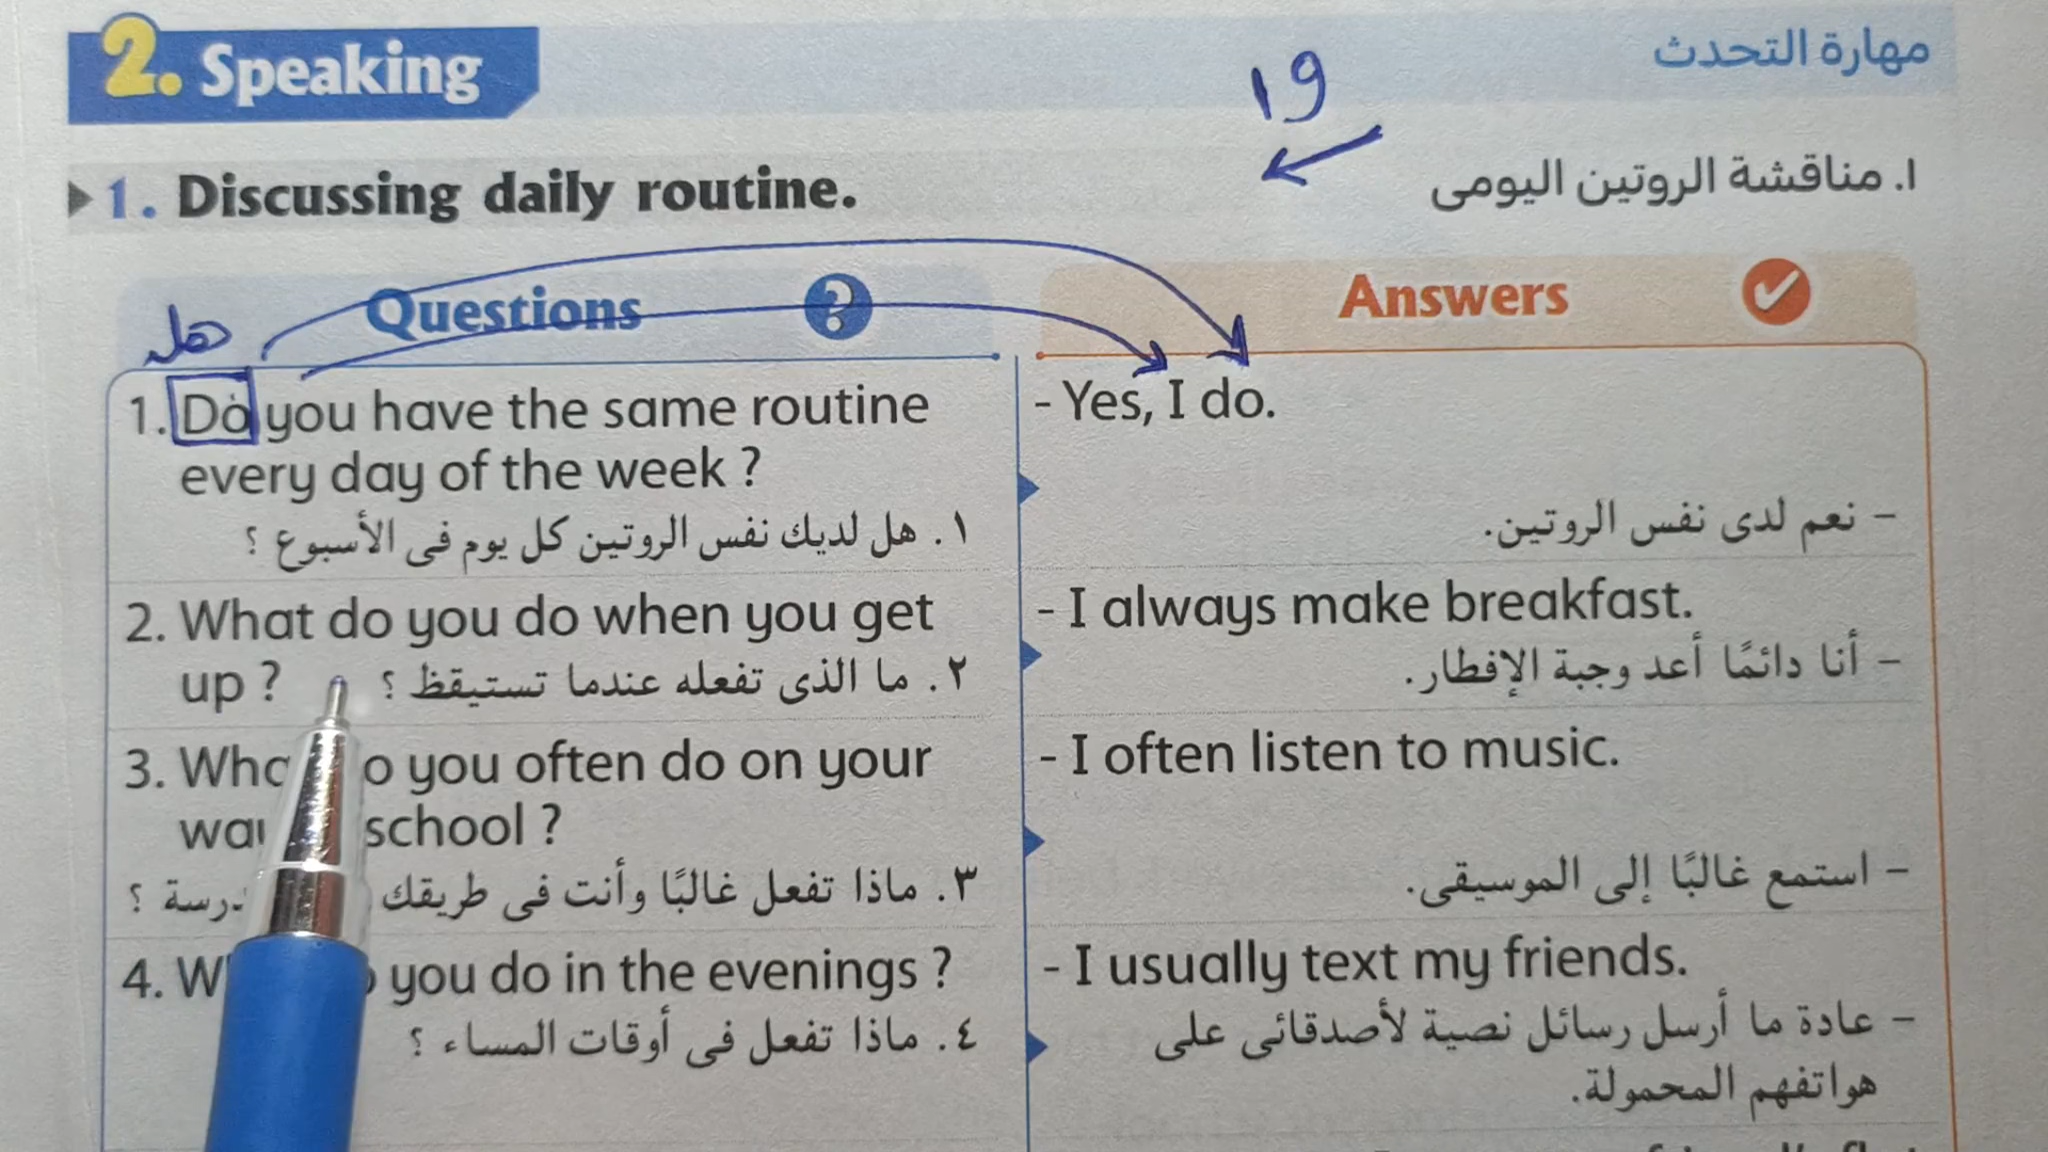 2. Speaking
مهارة التحدث
19
1. Discussing daily routine.
١. مناقشة الروتين اليومى
Questions ?
Answers
هل
1. Do you have the same routine
every day of the week ?
١. هل لديك نفس الروتين كل يوم فى الأسبوع ؟
- Yes, I do.
- نعم لدى نفس الروتين.
2. What do you do when you get
up ?
٢. ما الذى تفعله عندما تستيقظ ؟
- I always make breakfast.
- أنا دائمًا أعد وجبة الإفطار.
3. you often do on your
school ?
٣. ماذا تفعل غالبًا وأنت فى طريقك ؟
- I often listen to music.
- استمع غالبًا إلى الموسيقى.
4. you do in the evenings ?
٤. ماذا تفعل فى أوقات المساء ؟
- I usually text my friends.
- عادة ما أرسل رسائل نصية لأصدقائى على
هواتفهم المحمولة.